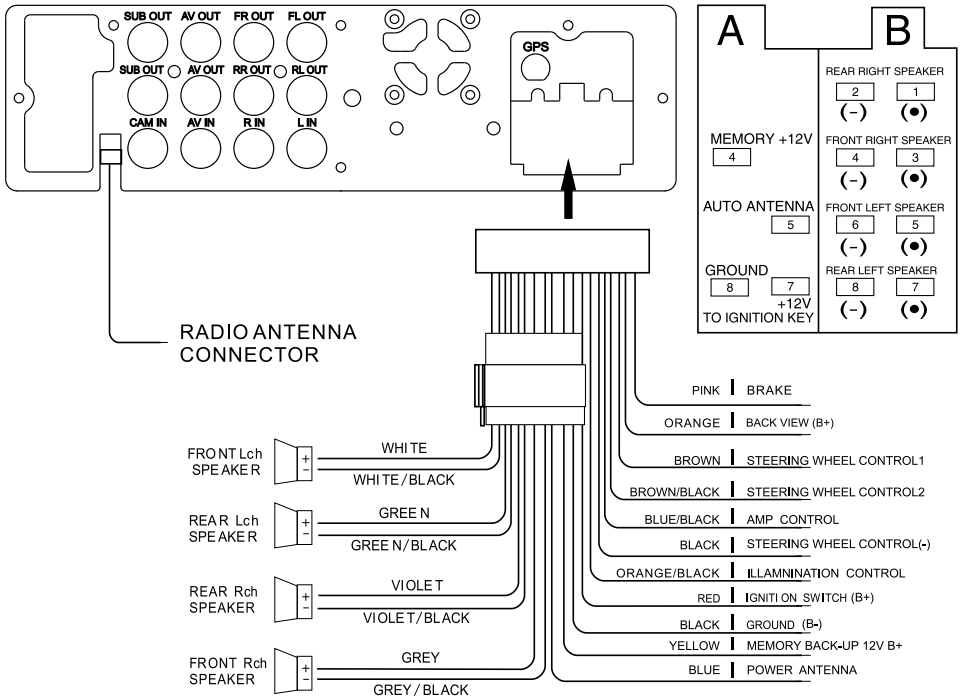 SUB OUT AV OUT FR OUT FL OUT
SUB OUT AV OUT RR OUT RL OUT
CAM IN AV IN R IN L IN
GPS
RADIO ANTENNA
CONNECTOR
A
MEMORY +12V
4
AUTO ANTENNA
5
GROUND
8 7
+12V
TO IGNITION KEY
B
REAR RIGHT SPEAKER
2 1
(-) (•)
FRONT RIGHT SPEAKER
4 3
(-) (•)
FRONT LEFT SPEAKER
6 5
(-) (•)
REAR LEFT SPEAKER
8 7
(-) (•)
FRONT Lch
SPEAKER
+
-
WHITE
WHITE/BLACK
REAR Lch
SPEAKER
+
-
GREEN
GREEN/BLACK
REAR Rch
SPEAKER
+
-
VIOLET
VIOLET/BLACK
FRONT Rch
SPEAKER
+
-
GREY
GREY/BLACK
PINK | BRAKE
ORANGE | BACK VIEW (B+)
BROWN | STEERING WHEEL CONTROL1
BROWN/BLACK | STEERING WHEEL CONTROL2
BLUE/BLACK | AMP CONTROL
BLACK | STEERING WHEEL CONTROL(-)
ORANGE/BLACK | ILLAMNINATION CONTROL
RED | IGNITION SWITCH (B+)
BLACK | GROUND (B-)
YELLOW | MEMORY BACK-UP 12V B+
BLUE | POWER ANTENNA